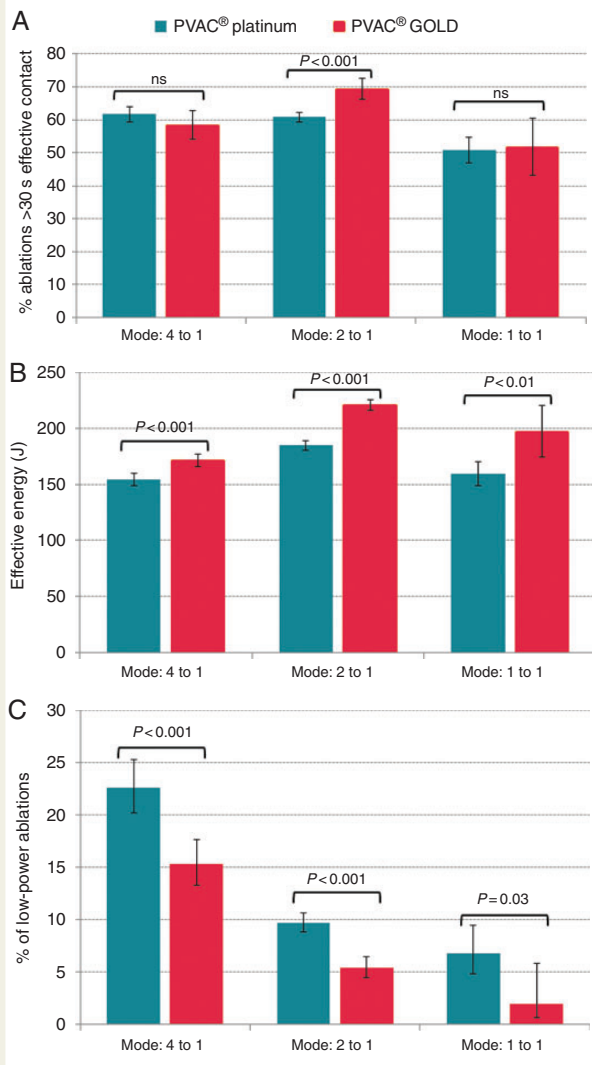 A
PVAC® platinum PVAC® GOLD
% ablations >30 s effective contact
80
70
60
50
40
30
20
10
0
ns
P < 0.001
ns
Mode: 4 to 1 Mode: 2 to 1 Mode: 1 to 1
B
Effective energy (J)
250
200
150
100
50
0
P < 0.001
P < 0.001
P < 0.01
Mode: 4 to 1 Mode: 2 to 1 Mode: 1 to 1
C
% of low-power ablations
30
25
20
15
10
5
0
P < 0.001
P < 0.001
P = 0.03
Mode: 4 to 1 Mode: 2 to 1 Mode: 1 to 1